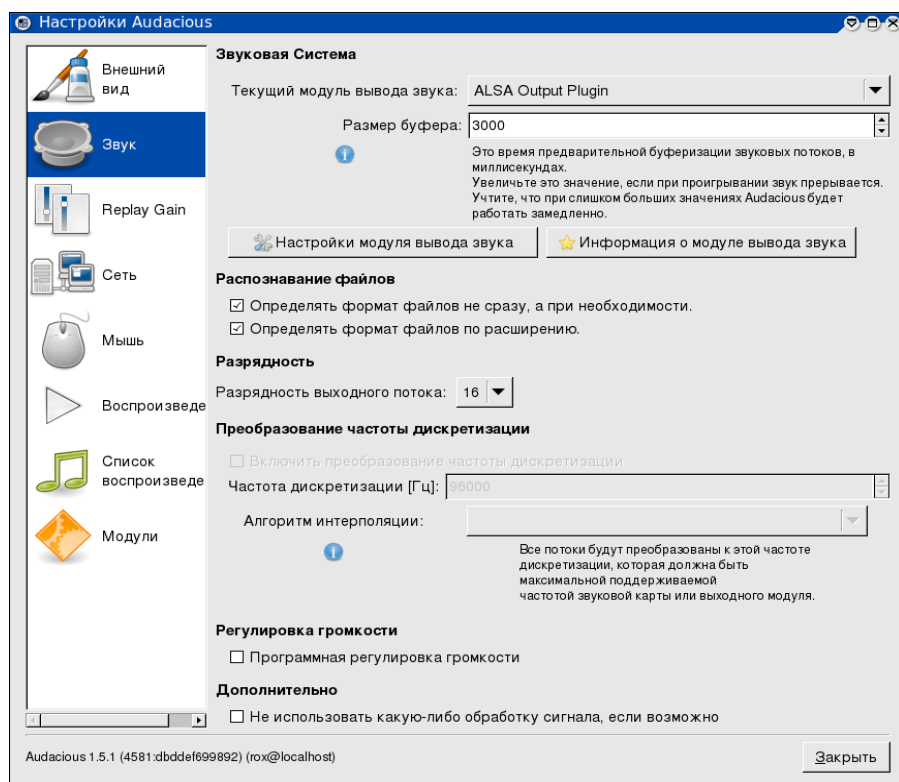 Настройки Audacious
Внешний
вид
Звук
Replay Gain
Сеть
Мышь
Воспроизведе
Список
воспроизведе
Модули
Звуковая Система
Текущий модуль вывода звука: ALSA Output Plugin
Размер буфера: 3000
Это время предварительной буферизации звуковых потоков, в
миллисекундах.
Увеличьте это значение, если при проигрывании звук прерывается.
Учтите, что при слишком больших значениях Audacious будет
работать замедленно.
Настройки модуля вывода звука Информация о модуле вывода звука
Распознавание файлов
Определять формат файлов не сразу, а при необходимости.
Определять формат файлов по расширению.
Разрядность
Разрядность выходного потока: 16
Преобразование частоты дискретизации
Включить преобразование частоты дискретизации
Частота дискретизации [Гц]: 96000
Алгоритм интерполяции:
Все потоки будут преобразованы к этой частоте
дискретизации, которая должна быть
максимальной поддерживаемой
частотой звуковой карты или выходного модуля.
Регулировка громкости
Программная регулировка громкости
Дополнительно
Не использовать какую-либо обработку сигнала, если возможно
Audacious 1.5.1 (4581:dbddef699892) (rox@localhost)
Закрыть